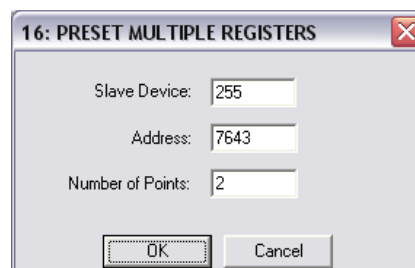 16: PRESET MULTIPLE REGISTERS
Slave Device: 255
Address: 7643
Number of Points: 2
OK Cancel